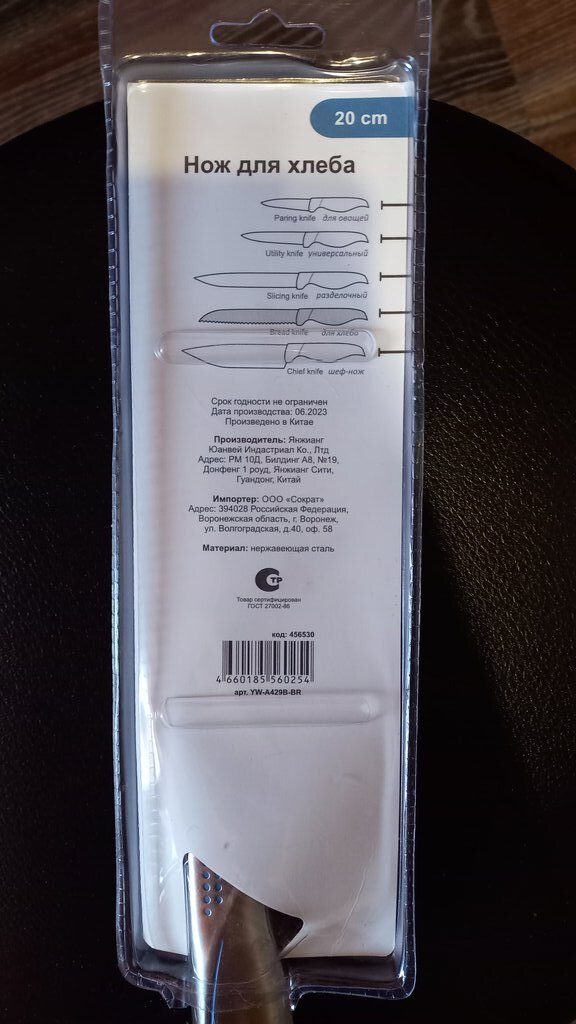 20 cm
Нож для хлеба
Paring knife для овощей
Utility knife универсальный
Slicing knife разделочный
Bread knife для хлеба
Chief knife шеф-нож
Срок годности не ограничен
Дата производства: 06.2023
Произведено в Китае
Производитель: Янжианг
Юанвей Индастриал Ко., Лтд
Адрес: РМ 10Д, Билдинг А8, №19,
Донфенг 1 роуд, Янжианг Сити,
Гуандонг, Китай
Импортер: ООО «Сократ»
Адрес: 394028 Российская Федерация,
Воронежская область, г. Воронеж,
ул. Волгоградская, д.40, оф. 58
Материал: нержавеющая сталь
СТР
Товар сертифицирован
ГОСТ 27002-86
код: 456530
4 660185 560254
арт. YW-A429B-BR